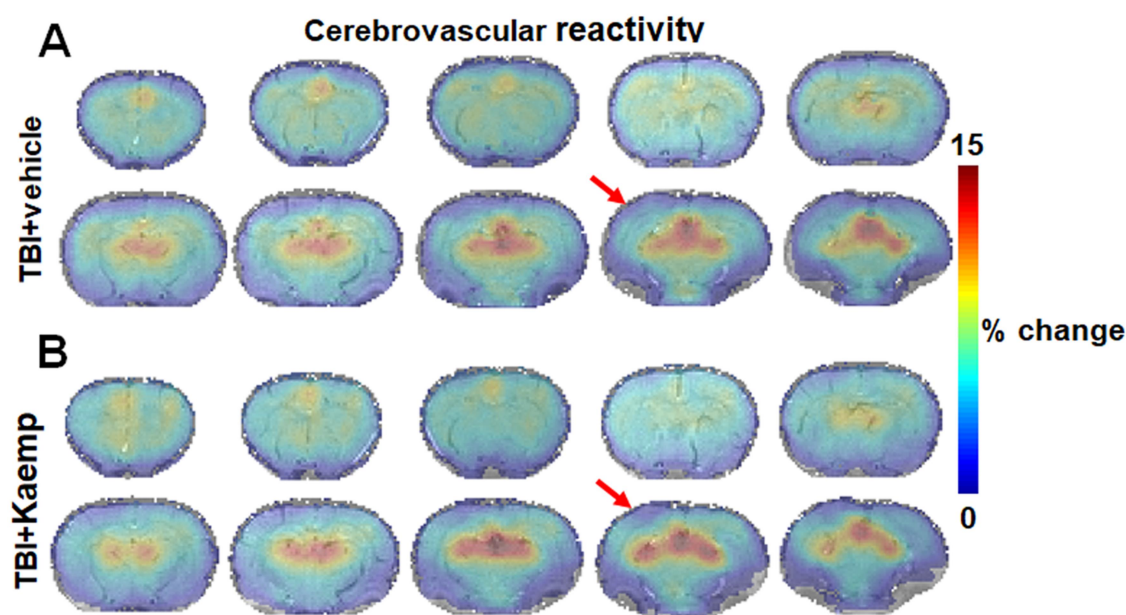 Cerebrovascular reactivity
A
TBI+vehicle
15
% change
0
B
TBI+Kaemp